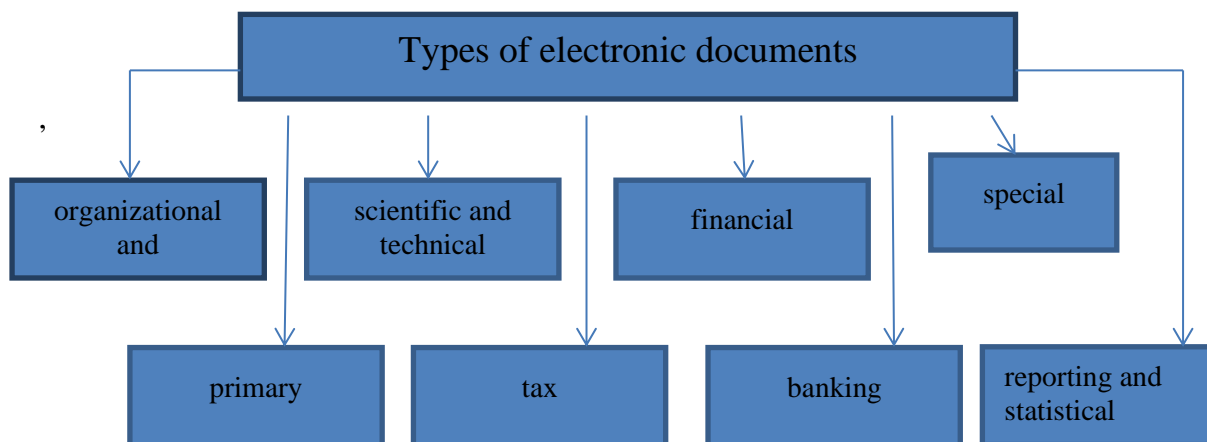 Types of electronic documents
,
organizational
and
scientific and
technical
financial
special
primary
tax
banking
reporting and
statistical